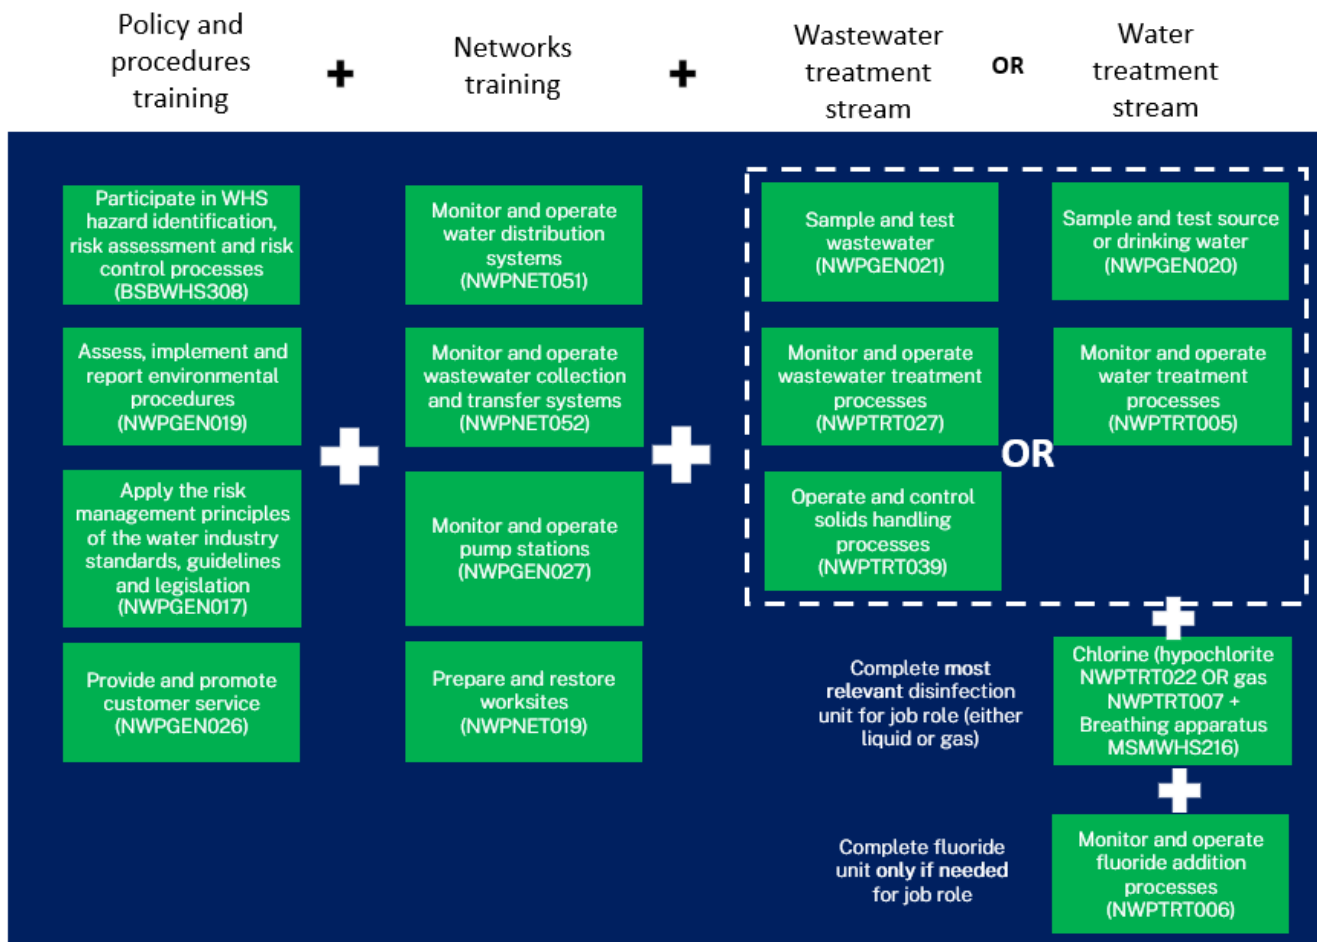 Policy and
procedures
training
+
Networks
training
+
Wastewater
treatment
stream
OR
Water
treatment
stream
Participate in WHS
hazard identification,
risk assessment and risk
control processes
(BSBWHS308)
Assess, implement and
report environmental
procedures
(NWPGEN019)
Apply the risk
management principles
of the water industry
standards, guidelines
and legislation
(NWPGEN017)
Provide and promote
customer service
(NWPGEN026)
Monitor and operate
water distribution
systems
(NWPNET051)
Monitor and operate
wastewater collection
and transfer systems
(NWPNET052)
Monitor and operate
pump stations
(NWPGEN027)
Prepare and restore
worksites
(NWPNET019)
Sample and test
wastewater
(NWPGEN021)
Monitor and operate
wastewater treatment
processes
(NWPTRT027)
Operate and control
solids handling
processes
(NWPTRT039)
OR
Sample and test source
or drinking water
(NWPGEN020)
Monitor and operate
water treatment
processes
(NWPTRT005)
Complete most
relevant disinfection
unit for job role (either
liquid or gas)
Chlorine (hypochlorite
NWPTRT022 OR gas
NWPTRT007 +
Breathing apparatus
MSMWHS216)
Complete fluoride
unit only if needed
for job role
Monitor and operate
fluoride addition
processes
(NWPTRT006)